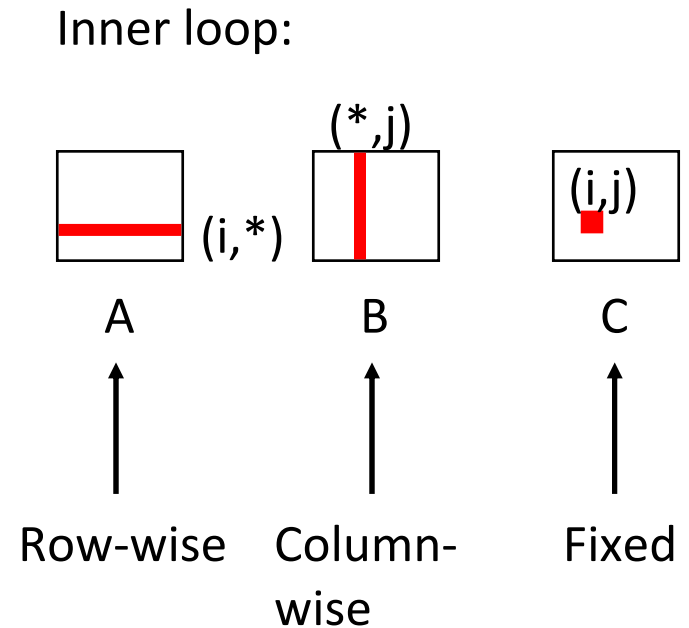 Inner loop:
(*,j)
(i,*)
(i,j)
A
B
C
Row-wise
Column-
wise
Fixed